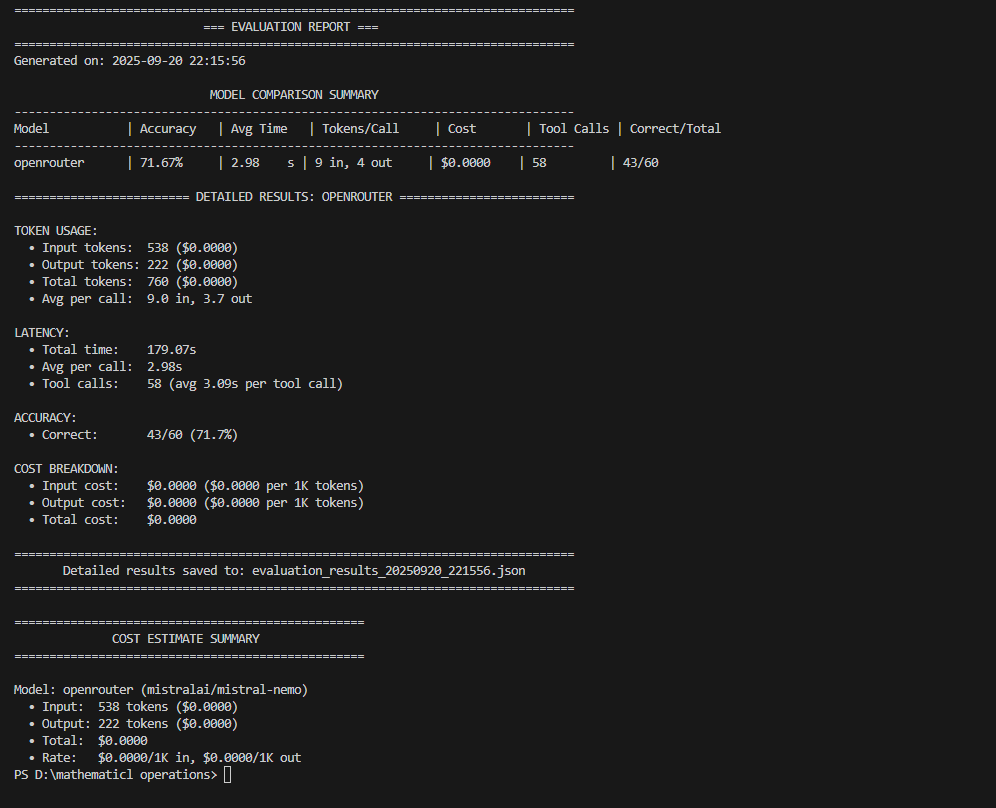 ================================================================================
=== EVALUATION REPORT ===
================================================================================
Generated on: 2025-09-20 22:15:56
MODEL COMPARISON SUMMARY
--------------------------------------------------------------------------------
Model | Accuracy | Avg Time | Tokens/Call | Cost | Tool Calls | Correct/Total
--------------------------------------------------------------------------------
openrouter | 71.67% | 2.98 s | 9 in, 4 out | $0.0000 | 58 | 43/60
========================= DETAILED RESULTS: OPENROUTER =========================
TOKEN USAGE:
• Input tokens: 538 ($0.0000)
• Output tokens: 222 ($0.0000)
• Total tokens: 760 ($0.0000)
• Avg per call: 9.0 in, 3.7 out
LATENCY:
• Total time: 179.07s
• Avg per call: 2.98s
• Tool calls: 58 (avg 3.09s per tool call)
ACCURACY:
• Correct: 43/60 (71.7%)
COST BREAKDOWN:
• Input cost: $0.0000 ($0.0000 per 1K tokens)
• Output cost: $0.0000 ($0.0000 per 1K tokens)
• Total cost: $0.0000
================================================================================
Detailed results saved to: evaluation_results_20250920_221556.json
================================================================================
==================================================
COST ESTIMATE SUMMARY
==================================================
Model: openrouter (mistralai/mistral-nemo)
• Input: 538 tokens ($0.0000)
• Output: 222 tokens ($0.0000)
• Total: $0.0000
• Rate: $0.0000/1K in, $0.0000/1K out
PS D:\mathematicl operations>